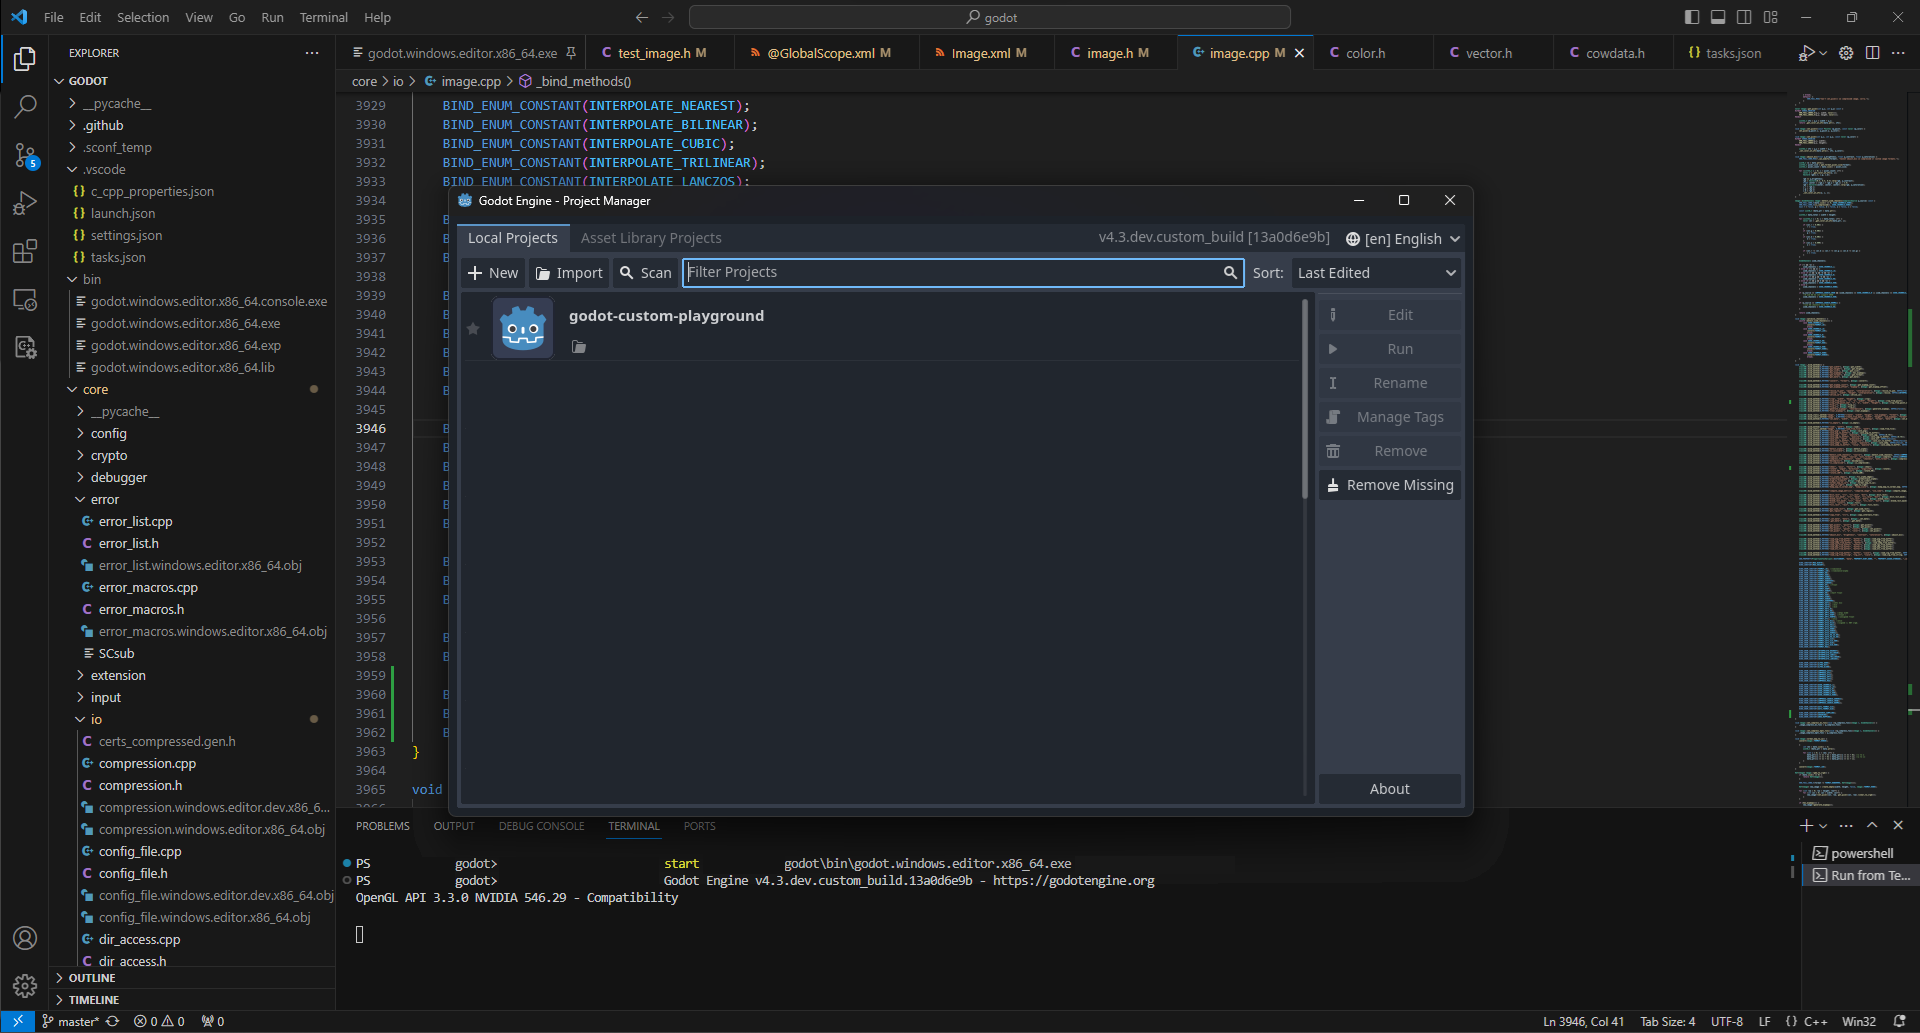 File Edit Selection View Go Run Terminal Help
godot
EXPLORER
GODOT
__pycache__
.github
.sconf_temp
.vscode
c_cpp_properties.json
launch.json
settings.json
tasks.json
bin
godot.windows.editor.x86_64.console.exe
godot.windows.editor.x86_64.exe
godot.windows.editor.x86_64.exp
godot.windows.editor.x86_64.lib
core
__pycache__
config
crypto
debugger
error
error_list.cpp
error_list.h
error_list.windows.editor.x86_64.obj
error_macros.cpp
error_macros.h
error_macros.windows.editor.x86_64.obj
SCsub
extension
input
io
certs_compressed.gen.h
compression.cpp
compression.h
compression.windows.editor.dev.x86_6...
compression.windows.editor.x86_64.obj
config_file.cpp
config_file.h
config_file.windows.editor.dev.x86_64.obj
config_file.windows.editor.x86_64.obj
dir_access.cpp
dir_access.h
OUTLINE
TIMELINE
5
godot.windows.editor.x86_64.exe test_image.h M @GlobalScope.xml M Image.xml M image.h M image.cpp M color.h vector.h cowdata.h tasks.json
core > io > image.cpp > _bind_methods()
3929 BIND_ENUM_CONSTANT(INTERPOLATE_NEAREST);
3930 BIND_ENUM_CONSTANT(INTERPOLATE_BILINEAR);
3931 BIND_ENUM_CONSTANT(INTERPOLATE_CUBIC);
3932 BIND_ENUM_CONSTANT(INTERPOLATE_TRILINEAR);
3933 BIND_ENUM_CONSTANT(INTERPOLATE_LANCZOS);
3934
3935 B
3936 B
3937 B
3938
3939 B
3940 B
3941 B
3942 B
3943 B
3944 B
3945
3946 B
3947 B
3948 B
3949 B
3950 B
3951 B
3952
3953 B
3954 B
3955 B
3956
3957 B
3958 B
3959
3960 B
3961 B
3962 B
3963 }
3964
3965 void
3966
Godot Engine - Project Manager
Local Projects Asset Library Projects v4.3.dev.custom_build [13a0d6e9b] [en] English
New Import Scan Filter Projects Sort: Last Edited
godot-custom-playground
Edit
Run
Rename
Manage Tags
Remove
Remove Missing
About
PROBLEMS OUTPUT DEBUG CONSOLE TERMINAL PORTS
PS godot> start godot\bin\godot.windows.editor.x86_64.exe
PS godot> Godot Engine v4.3.dev.custom_build.13a0d6e9b - https://godotengine.org
OpenGL API 3.3.0 NVIDIA 546.29 - Compatibility
powershell
Run from Te...
master* 0 0 0 Ln 3946, Col 41 Tab Size: 4 UTF-8 LF {} C++ Win32